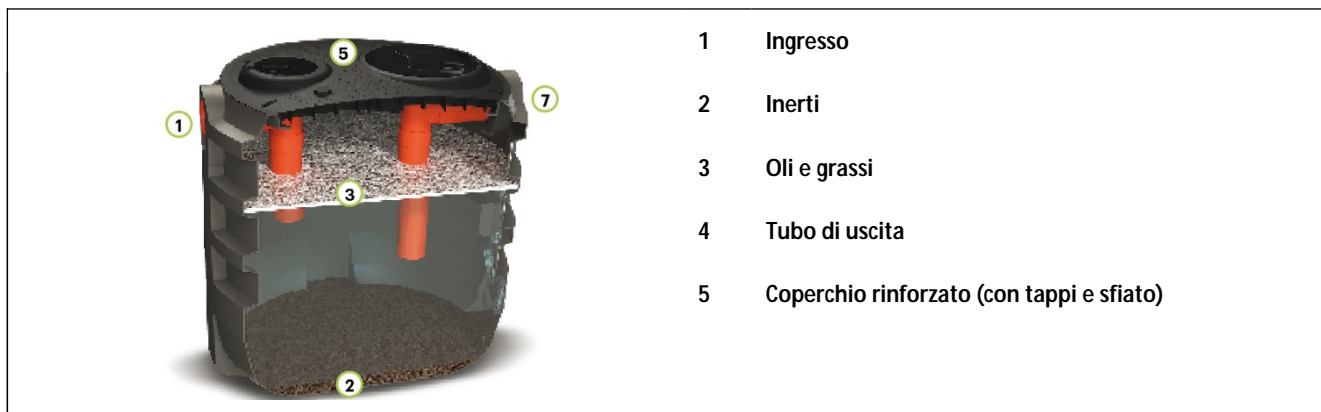 5
7
1
3
2
1 Ingresso
2 Inerti
3 Oli e grassi
4 Tubo di uscita
5 Coperchio rinforzato (con tappi e sfiato)